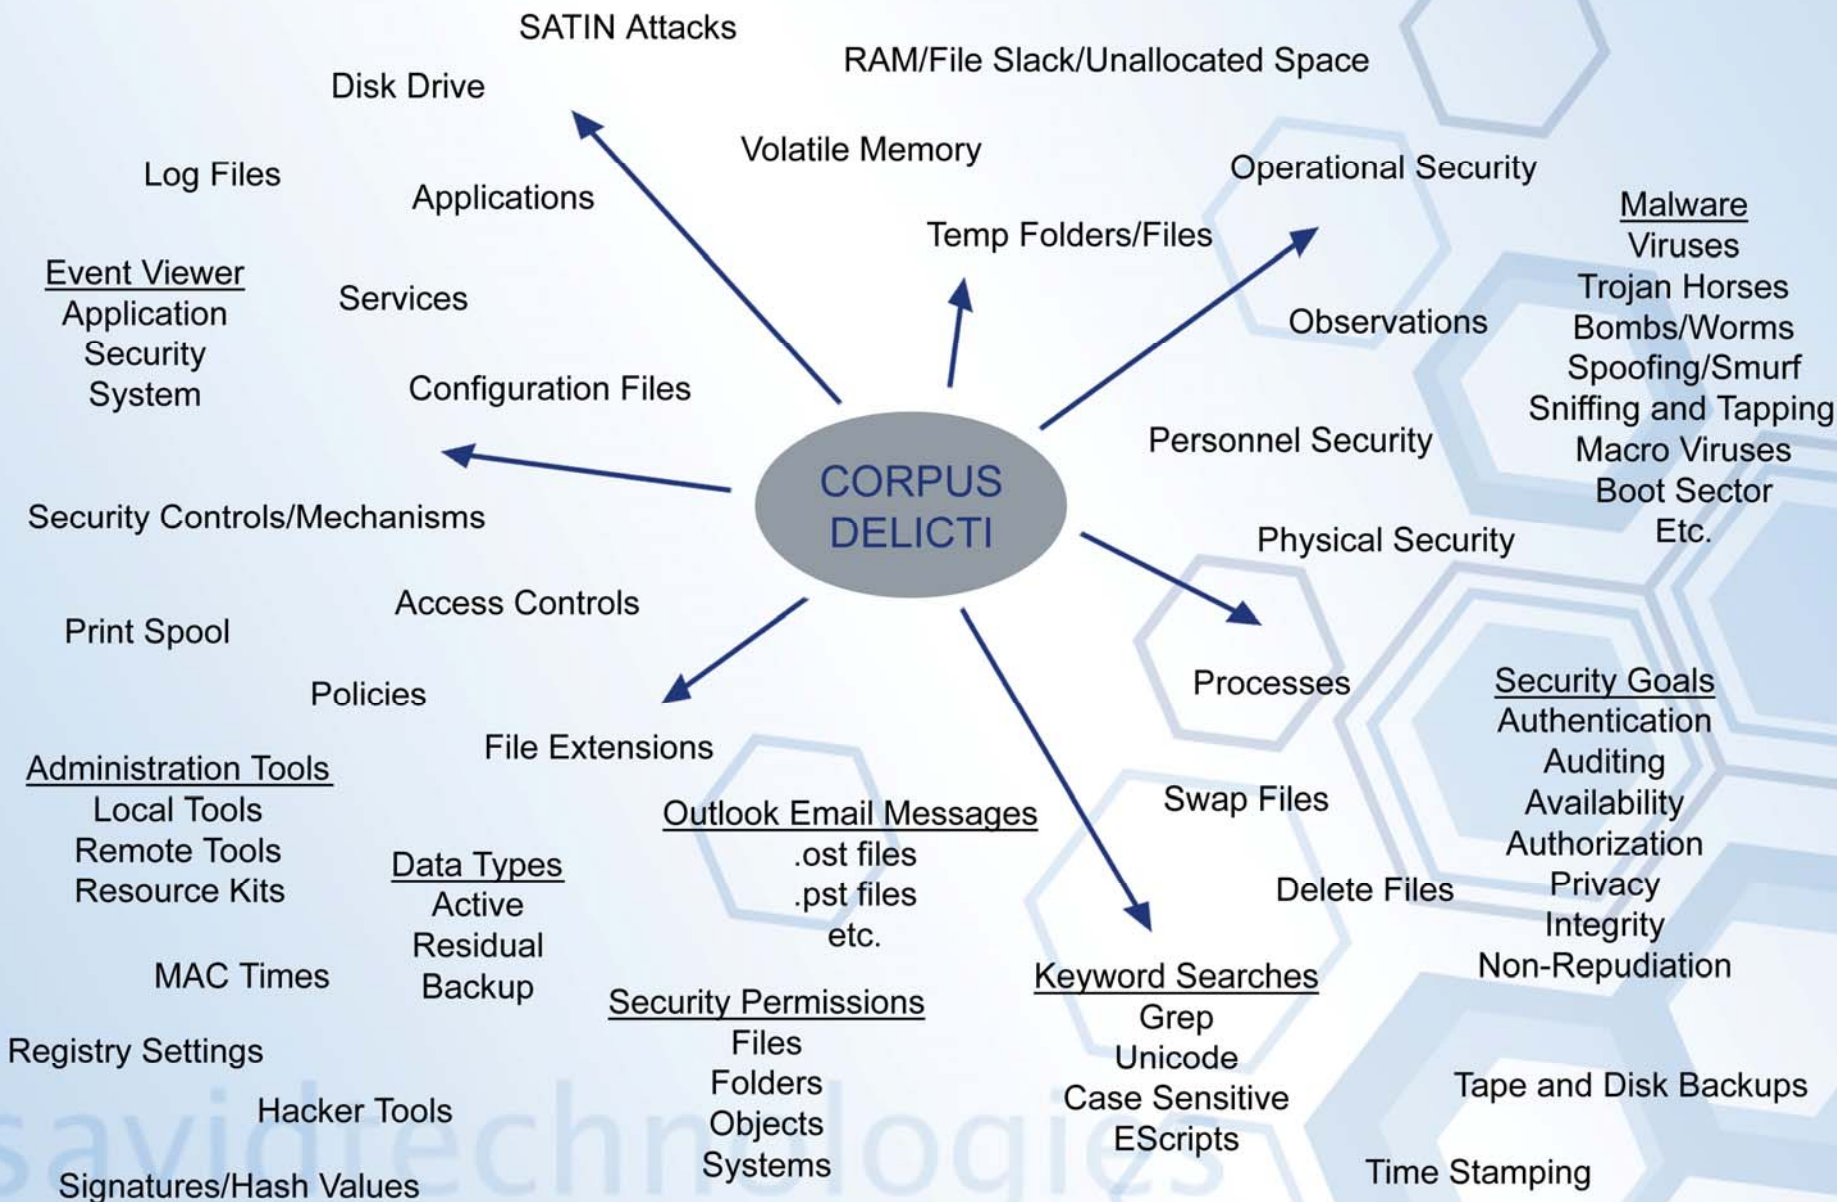 SATIN Attacks
RAM/File Slack/Unallocated Space
Disk Drive
Volatile Memory
Operational Security
Log Files
Applications
Temp Folders/Files
Malware
Viruses
Trojan Horses
Bombs/Worms
Spoofing/Smurf
Sniffing and Tapping
Macro Viruses
Boot Sector
Etc.
Event Viewer
Application
Security
System
Services
Observations
Configuration Files
Personnel Security
CORPUS
DELICTI
Security Controls/Mechanisms
Physical Security
Access Controls
Print Spool
Policies
Processes
Security Goals
Authentication
Auditing
Availability
Authorization
Privacy
Integrity
Non-Repudiation
File Extensions
Administration Tools
Local Tools
Remote Tools
Resource Kits
Outlook Email Messages
.ost files
.pst files
etc.
Swap Files
Data Types
Active
Residual
Backup
Delete Files
MAC Times
Security Permissions
Files
Folders
Objects
Systems
Keyword Searches
Grep
Unicode
Case Sensitive
EScripts
Registry Settings
Hacker Tools
Tape and Disk Backups
Time Stamping
Signatures/Hash Values
savidtechnologies